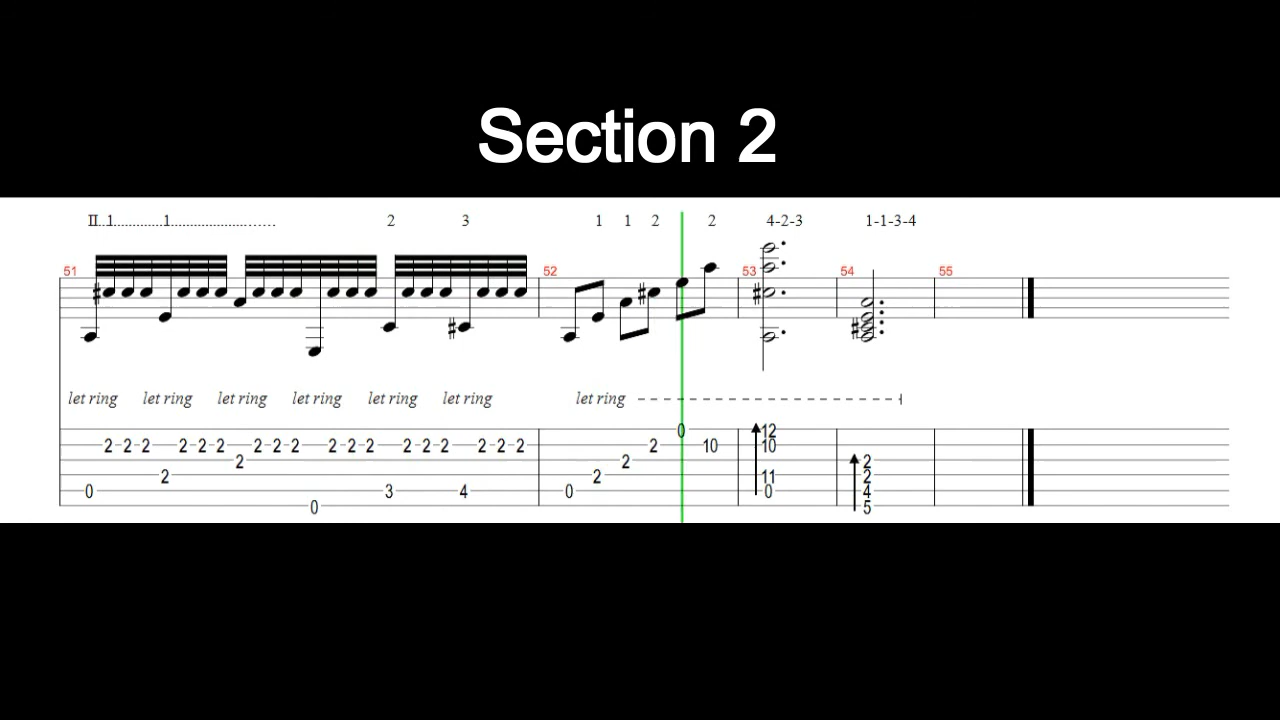 Section 2
II..1.............1.......................... 2 3 1 1 2 2 4-2-3 1-1-3-4
51 52 53 54 55
let ring let ring let ring let ring let ring let ring let ring
0 12
2-2-2 2-2-2 2-2-2 2-2-2 2-2-2 2-2-2 2 10 10
2 2 2
2 2 11 2
0 3 4 0 0 4
0 5